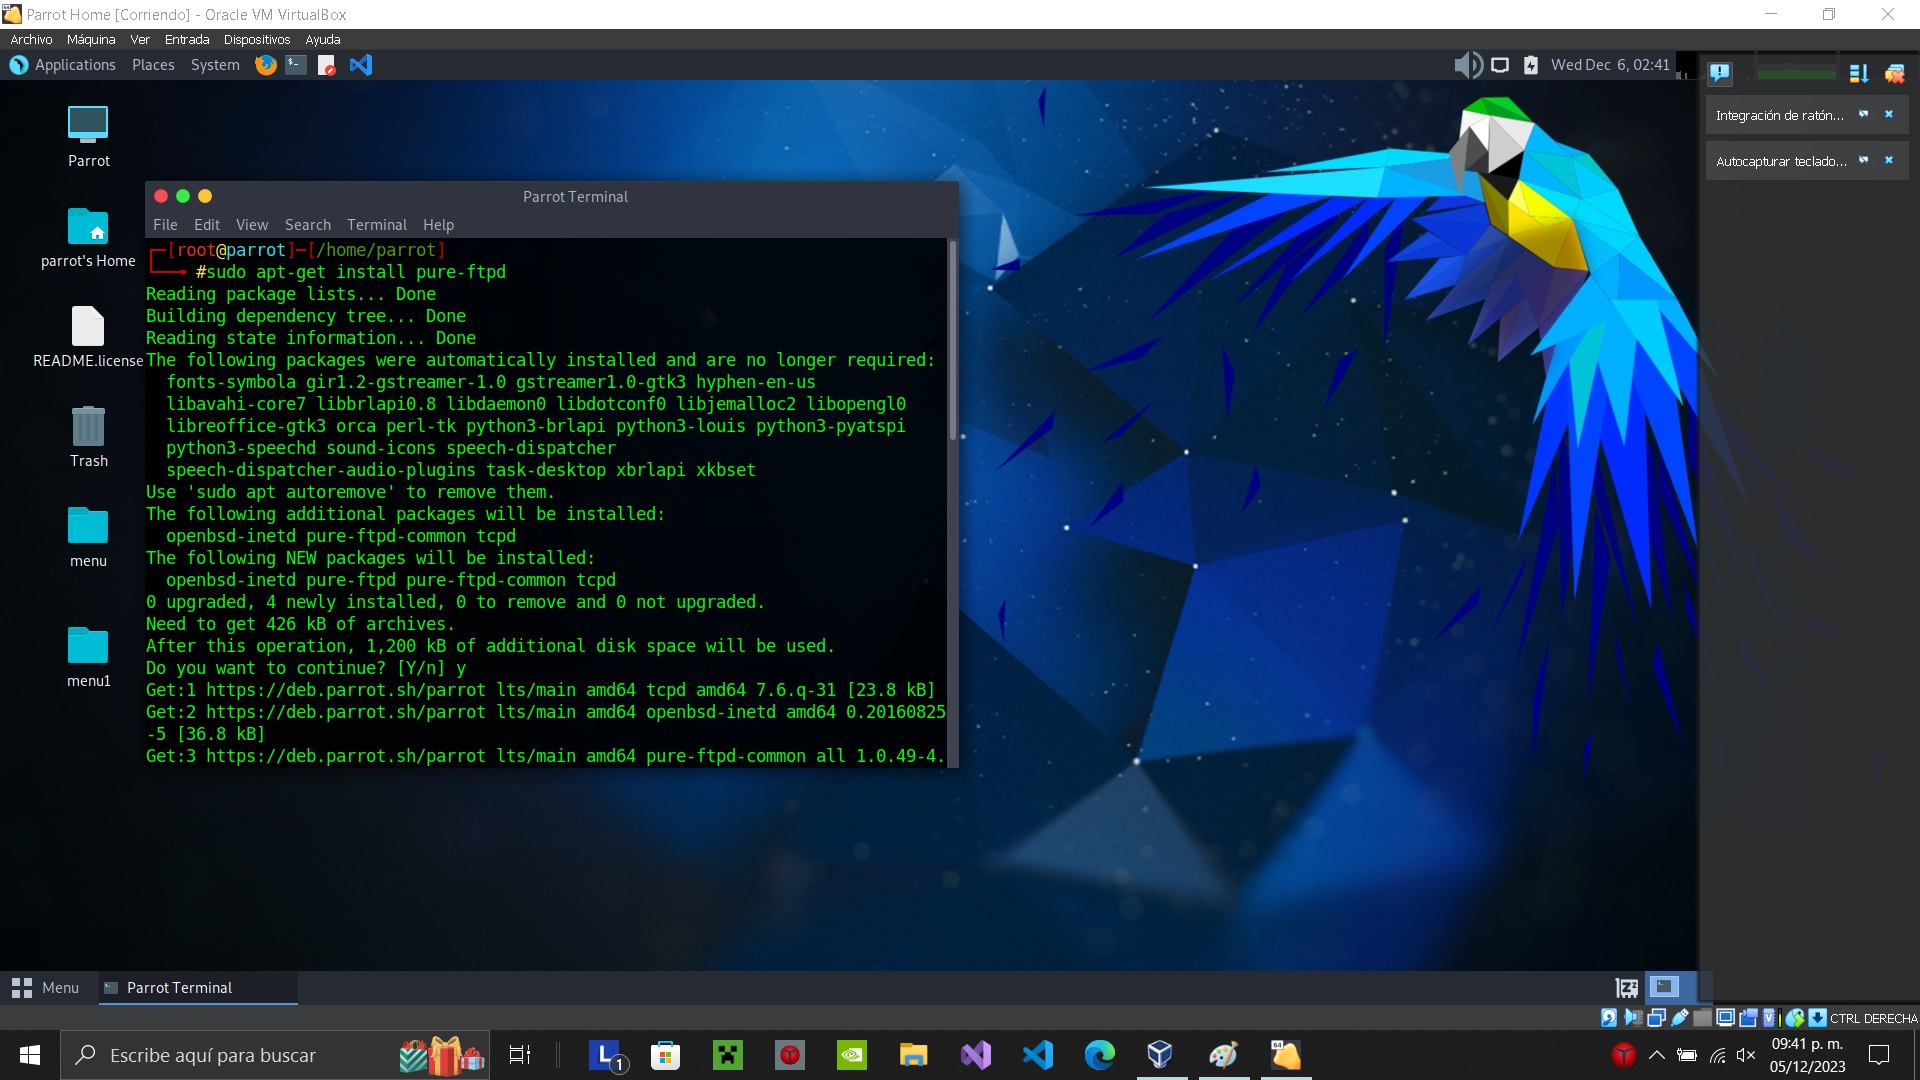 Parrot Home [Corriendo] - Oracle VM VirtualBox
Archivo Máquina Ver Entrada Dispositivos Ayuda
Applications Places System
Wed Dec 6, 02:41
Integración de ratón...
Autocapturar teclado...
Parrot
parrot's Home
README.license
Trash
menu
menu1
Parrot Terminal
File Edit View Search Terminal Help
┌─[root@parrot]─[/home/parrot]
└──╼ #sudo apt-get install pure-ftpd
Reading package lists... Done
Building dependency tree... Done
Reading state information... Done
The following packages were automatically installed and are no longer required:
fonts-symbola gir1.2-gstreamer-1.0 gstreamer1.0-gtk3 hyphen-en-us
libavahi-core7 libbrlapi0.8 libdaemon0 libdotconf0 libjemalloc2 libopengl0
libreoffice-gtk3 orca perl-tk python3-brlapi python3-louis python3-pyatspi
python3-speechd sound-icons speech-dispatcher
speech-dispatcher-audio-plugins task-desktop xbrlapi xkbset
Use 'sudo apt autoremove' to remove them.
The following additional packages will be installed:
openbsd-inetd pure-ftpd-common tcpd
The following NEW packages will be installed:
openbsd-inetd pure-ftpd pure-ftpd-common tcpd
0 upgraded, 4 newly installed, 0 to remove and 0 not upgraded.
Need to get 426 kB of archives.
After this operation, 1,200 kB of additional disk space will be used.
Do you want to continue? [Y/n] y
Get:1 https://deb.parrot.sh/parrot lts/main amd64 tcpd amd64 7.6.q-31 [23.8 kB]
Get:2 https://deb.parrot.sh/parrot lts/main amd64 openbsd-inetd amd64 0.20160825
-5 [36.8 kB]
Get:3 https://deb.parrot.sh/parrot lts/main amd64 pure-ftpd-common all 1.0.49-4.
Menu Parrot Terminal
CTRL DERECHA
Escribe aquí para buscar
L 1
09:41 p. m.
05/12/2023